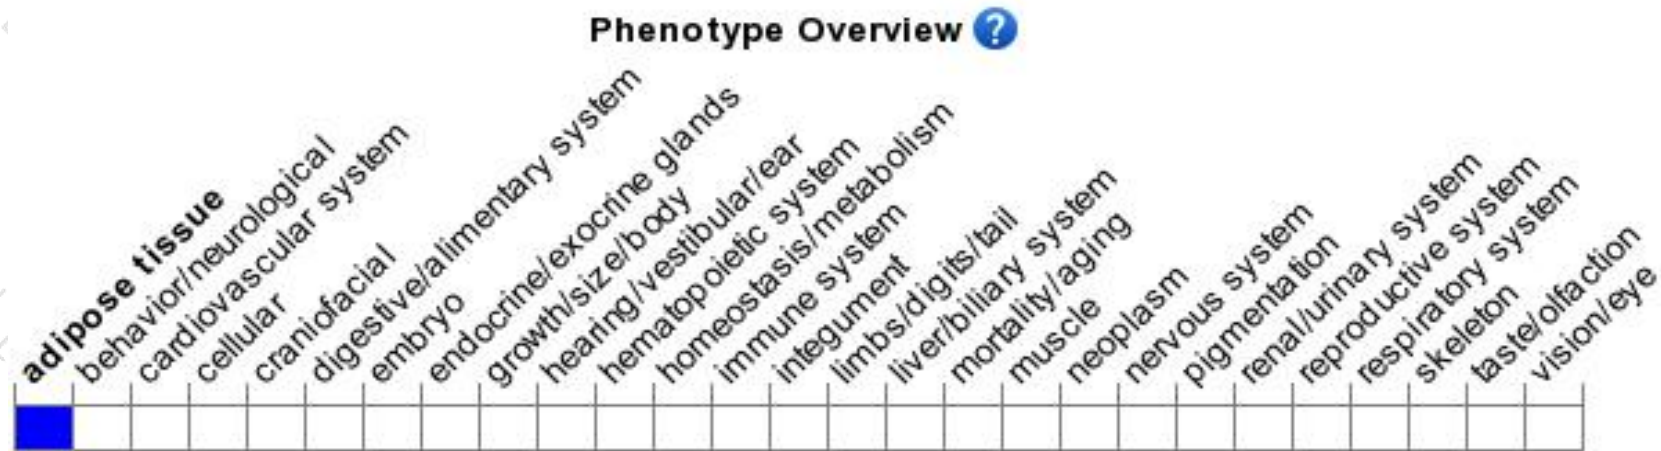 Phenotype Overview ?
adipose tissue
behavior/neurological
cardiovascular system
cellular
craniofacial
digestive/alimentary system
embryo
endocrine/exocrine glands
growth/size/body
hearing/vestibular/ear
hematopoietic system
homeostasis/metabolism
immune system
integument
limbs/digits/tail
liver/biliary system
mortality/aging
muscle
neoplasm
nervous system
pigmentation
renal/urinary system
reproductive system
respiratory system
skeleton
taste/olfaction
vision/eye